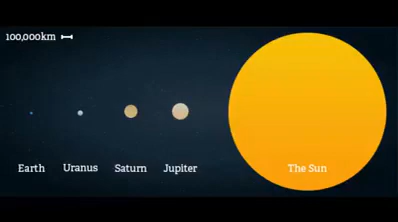 100,000km
Earth
Uranus
Saturn
Jupiter
The Sun